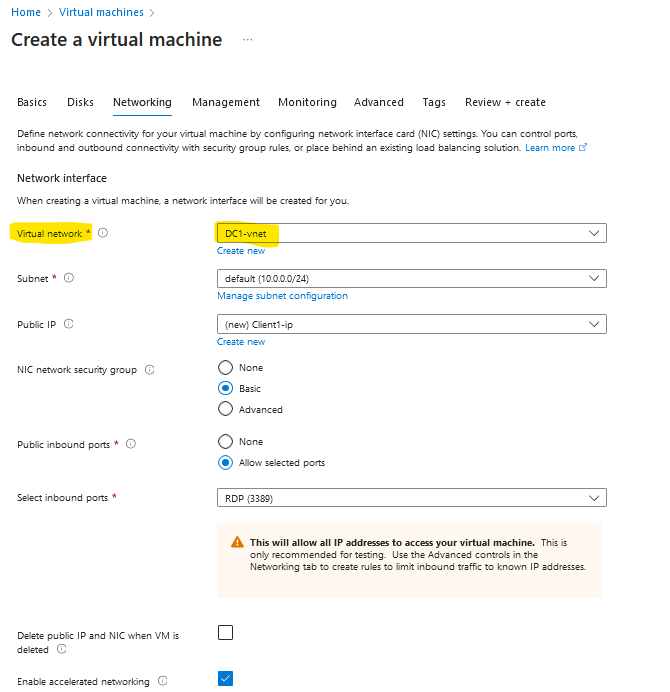 Home > Virtual machines >
Create a virtual machine ...
Basics Disks Networking Management Monitoring Advanced Tags Review + create
Define network connectivity for your virtual machine by configuring network interface card (NIC) settings. You can control ports,
inbound and outbound connectivity with security group rules, or place behind an existing load balancing solution. Learn more
Network interface
When creating a virtual machine, a network interface will be created for you.
Virtual network * DC1-vnet
Create new
Subnet * default (10.0.0.0/24)
Manage subnet configuration
Public IP (new) Client1-ip
Create new
NIC network security group None
Basic
Advanced
Public inbound ports * None
Allow selected ports
Select inbound ports * RDP (3389)
This will allow all IP addresses to access your virtual machine. This is
only recommended for testing. Use the Advanced controls in the
Networking tab to create rules to limit inbound traffic to known IP addresses.
Delete public IP and NIC when VM is
deleted
Enable accelerated networking